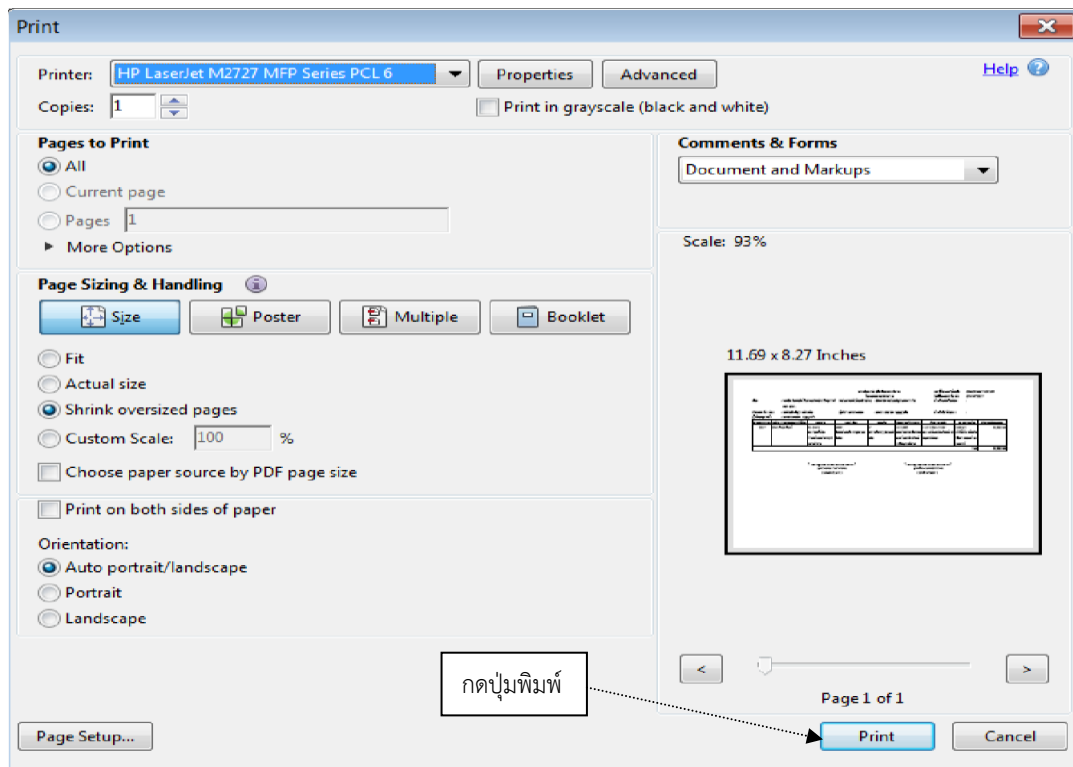 Print
Printer: HP LaserJet M2727 MFP Series PCL 6 Properties Advanced Help
Copies: 1 Print in grayscale (black and white)
Pages to Print
All
Current page
Pages 1
More Options
Comments & Forms
Document and Markups
Scale: 93%
Page Sizing & Handling
Size Poster Multiple Booklet
Fit
Actual size
Shrink oversized pages
Custom Scale: 100 %
Choose paper source by PDF page size
11.69 x 8.27 Inches
Print on both sides of paper
Orientation:
Auto portrait/landscape
Portrait
Landscape
กดปุ่มพิมพ์
< >
Page 1 of 1
Page Setup... Print Cancel